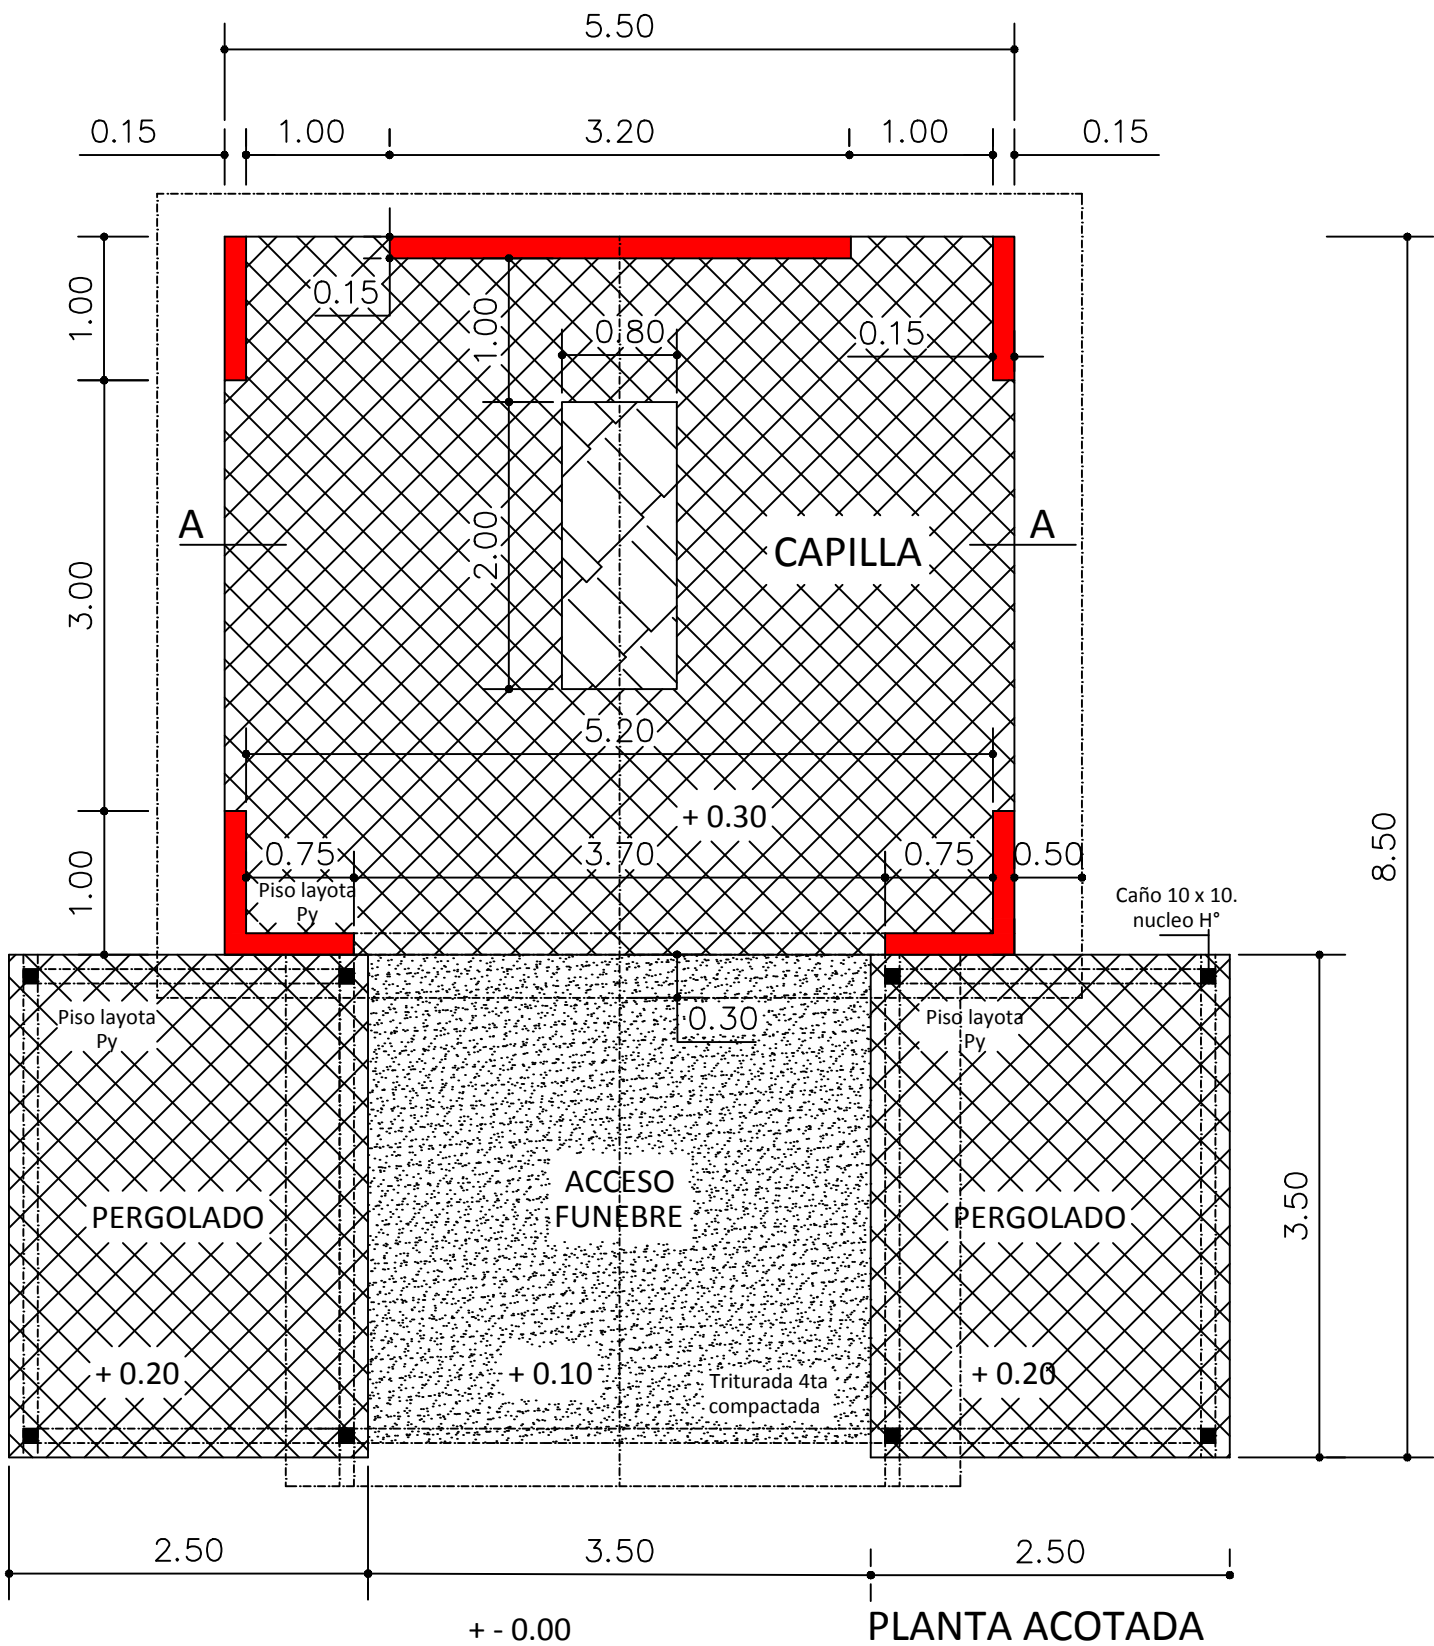 5.50
0.15
1.00
3.20
1.00
0.15
1.00
0.15
1.00
0.80
0.15
A
A
CAPILLA
2.00
3.00
5.20
+ 0.30
0.75
3.70
0.75
0.50
1.00
8.50
Piso layota
Py
Caño 10 x 10.
nucleo H°
Piso layota
Py
0.30
Piso layota
Py
PERGOLADO
ACCESO
FUNEBRE
PERGOLADO
3.50
+ 0.20
+ 0.10
Triturada 4ta
compactada
+ 0.20
2.50
3.50
2.50
+ - 0.00
PLANTA ACOTADA